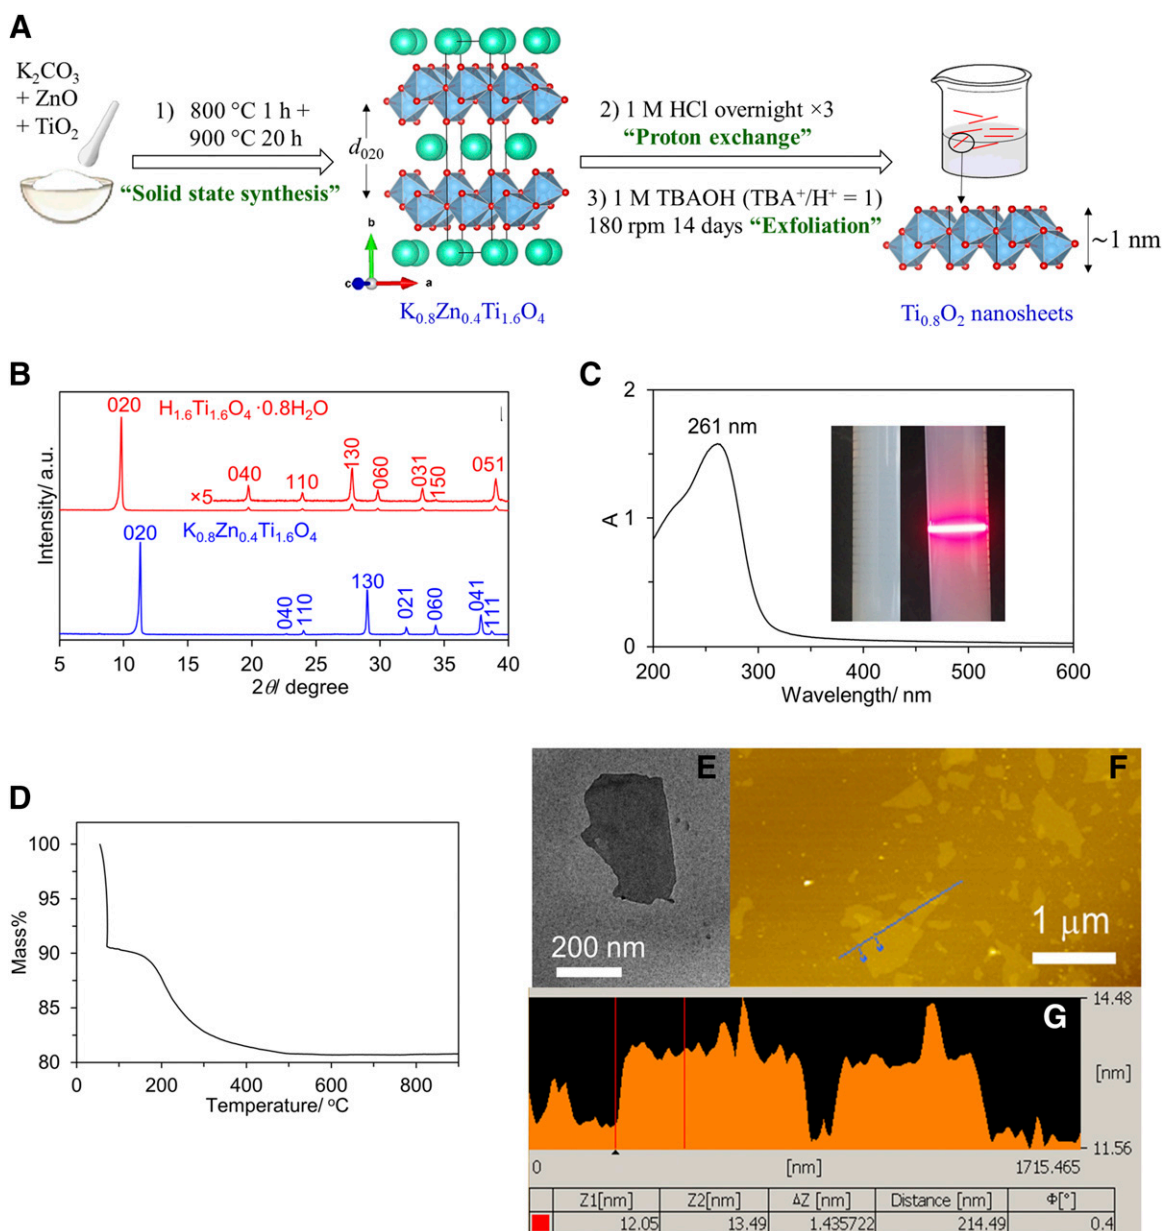 A
K₂CO₃
+ ZnO
+ TiO₂
1) 800 °C 1 h +
900 °C 20 h
“Solid state synthesis”
d₀₂₀
b
c
a
K₀.₈Zn₀.₄Ti₁.₆O₄
2) 1 M HCl overnight ×3
“Proton exchange”
3) 1 M TBAOH (TBA⁺/H⁺ = 1)
180 rpm 14 days “Exfoliation”
~1 nm
Ti₀.₈O₂ nanosheets
B
020
H₁.₆Ti₁.₆O₄ ·0.8H₂O
×5
040
110
130
060
031
150
051
020
K₀.₈Zn₀.₄Ti₁.₆O₄
040
110
130
021
060
041
111
Intensity/ a.u.
5 10 15 20 25 30 35 40
2θ/ degree
C
2
1
0
A
261 nm
200 300 400 500 600
Wavelength/ nm
D
100
95
90
85
80
Mass%
0 200 400 600 800
Temperature/ °C
E
200 nm
F
1 μm
G
14.48
[nm]
11.56
0 [nm] 1715.465
Z1[nm] Z2[nm] ΔZ [nm] Distance [nm] Φ[°]
12.05 13.49 1.435722 214.49 0.4